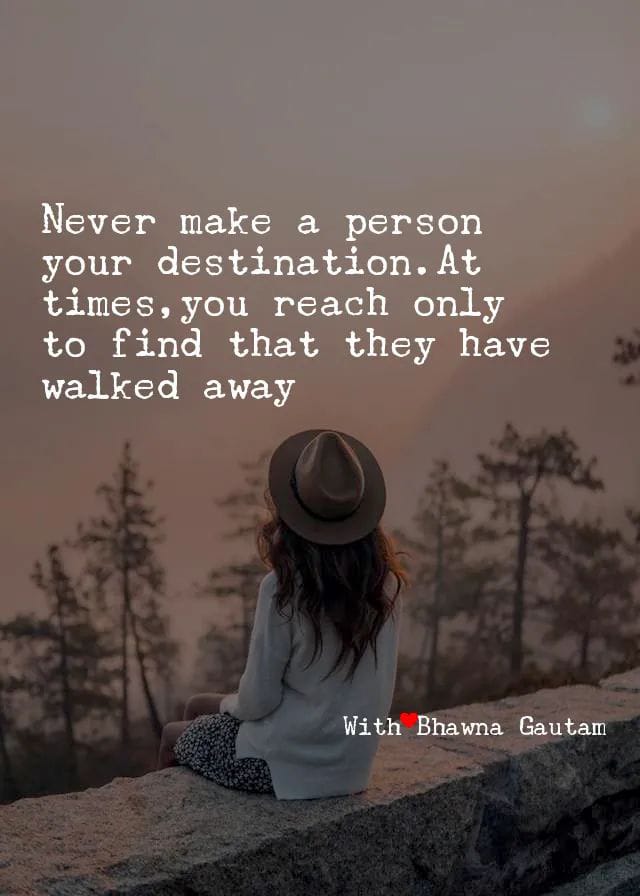 Never make a person
your destination.At
times,you reach only
to find that they have
walked away
With❤Bhawna Gautam